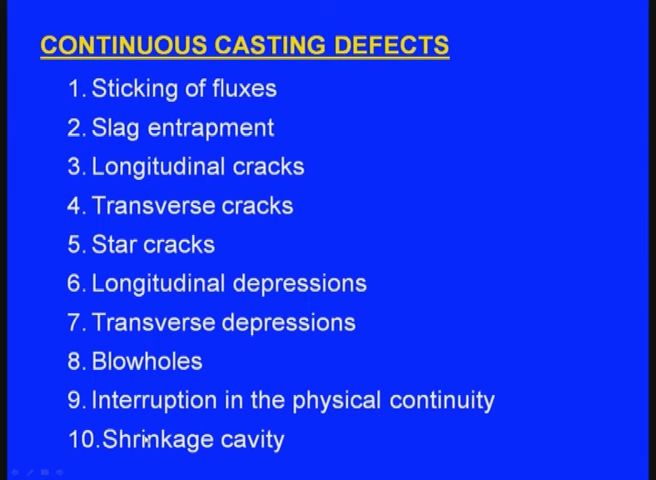 CONTINUOUS CASTING DEFECTS
1. Sticking of fluxes
2. Slag entrapment
3. Longitudinal cracks
4. Transverse cracks
5. Star cracks
6. Longitudinal depressions
7. Transverse depressions
8. Blowholes
9. Interruption in the physical continuity
10.Shrinkage cavity